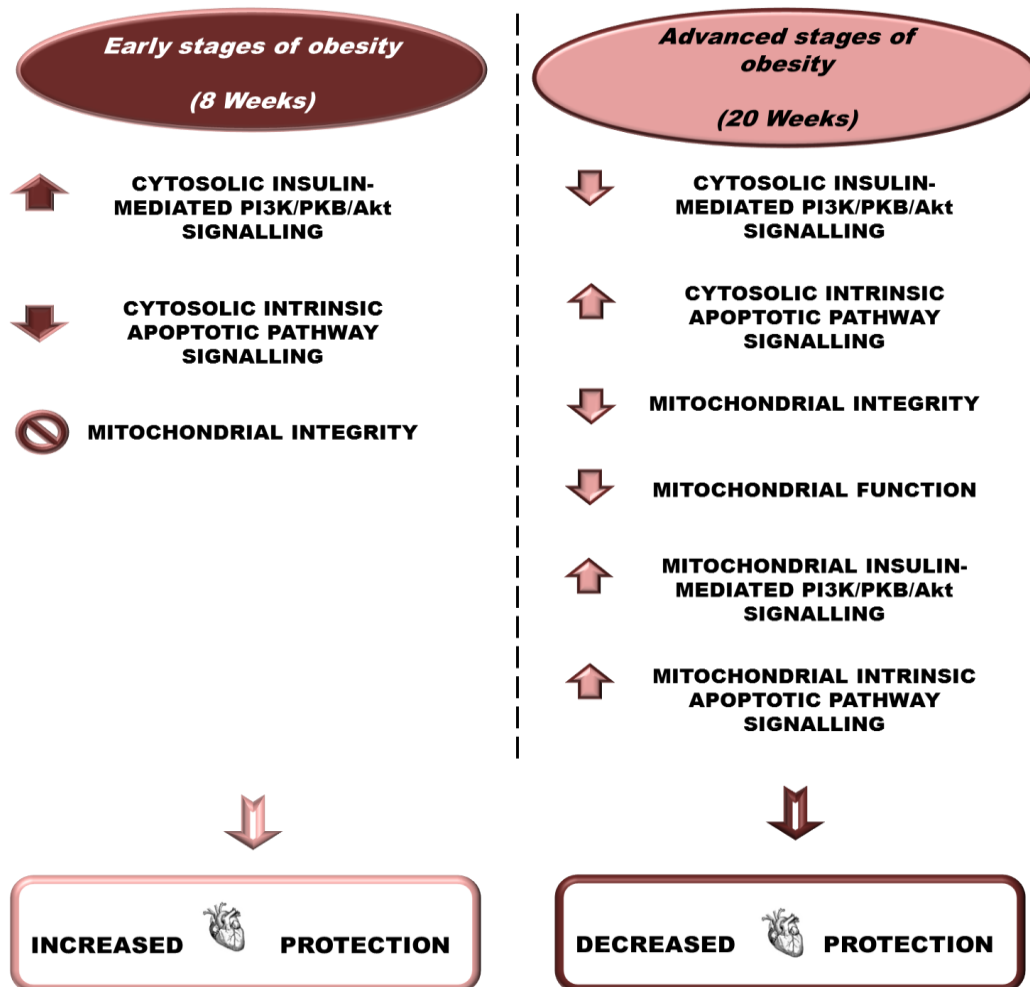 Early stages of obesity
(8 Weeks)
CYTOSOLIC INSULIN-
MEDIATED PI3K/PKB/Akt
SIGNALLING
CYTOSOLIC INTRINSIC
APOPTOTIC PATHWAY
SIGNALLING
MITOCHONDRIAL INTEGRITY
INCREASED PROTECTION
Advanced stages of
obesity
(20 Weeks)
CYTOSOLIC INSULIN-
MEDIATED PI3K/PKB/Akt
SIGNALLING
CYTOSOLIC INTRINSIC
APOPTOTIC PATHWAY
SIGNALLING
MITOCHONDRIAL INTEGRITY
MITOCHONDRIAL FUNCTION
MITOCHONDRIAL INSULIN-
MEDIATED PI3K/PKB/Akt
SIGNALLING
MITOCHONDRIAL INTRINSIC
APOPTOTIC PATHWAY
SIGNALLING
DECREASED PROTECTION